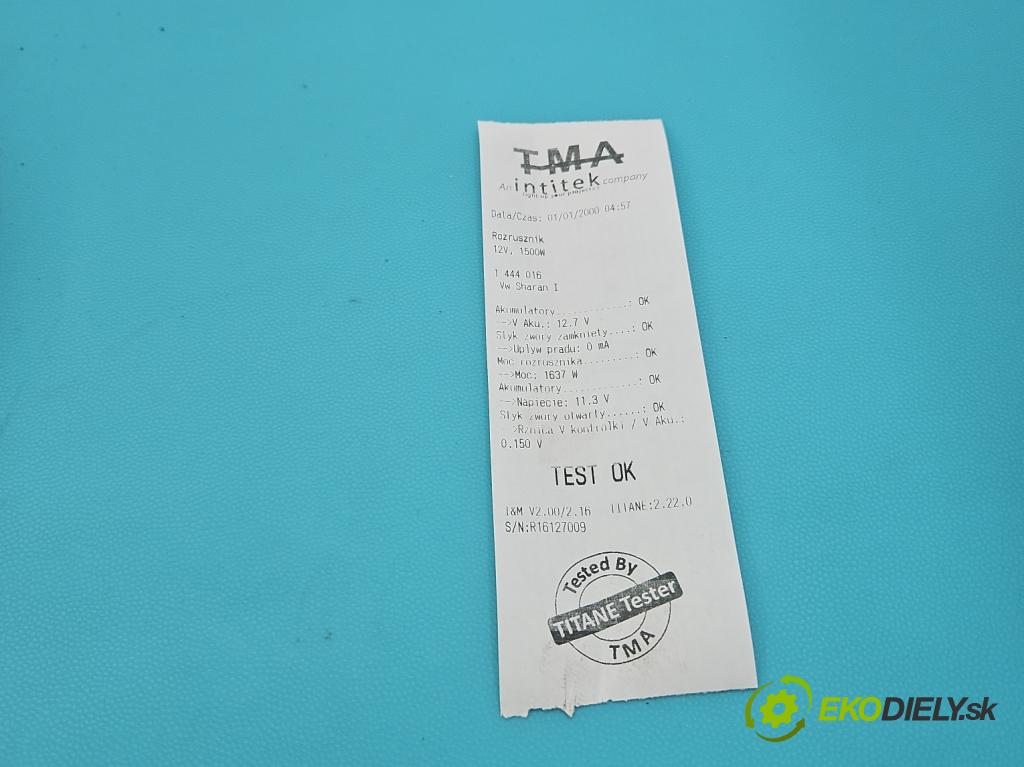 TMA
An intitek company
light up your projects
Data/Czas: 01/01/2000 04:57
Rozrusznik
12V, 1500W
1 444 016
Vw Sharan I
Akumulatory.............: OK
-->V Aku.: 12.7 V
Styk zwory zamkniety....: OK
-->Uplyw pradu: 0 mA
Moc rozrusznika.........: OK
-->Moc: 1637 W
Akumulatory.............: OK
-->Napiecie: 11.3 V
Styk zwory otwarty......: OK
-->Rznica V kontrolki / V Aku.:
0.150 V
TEST OK
I&M V2.00/2.16 TITANE:2.22.0
S/N:R16127009
Tested By
TITANE Tester
TMA
EKODIELY.sk